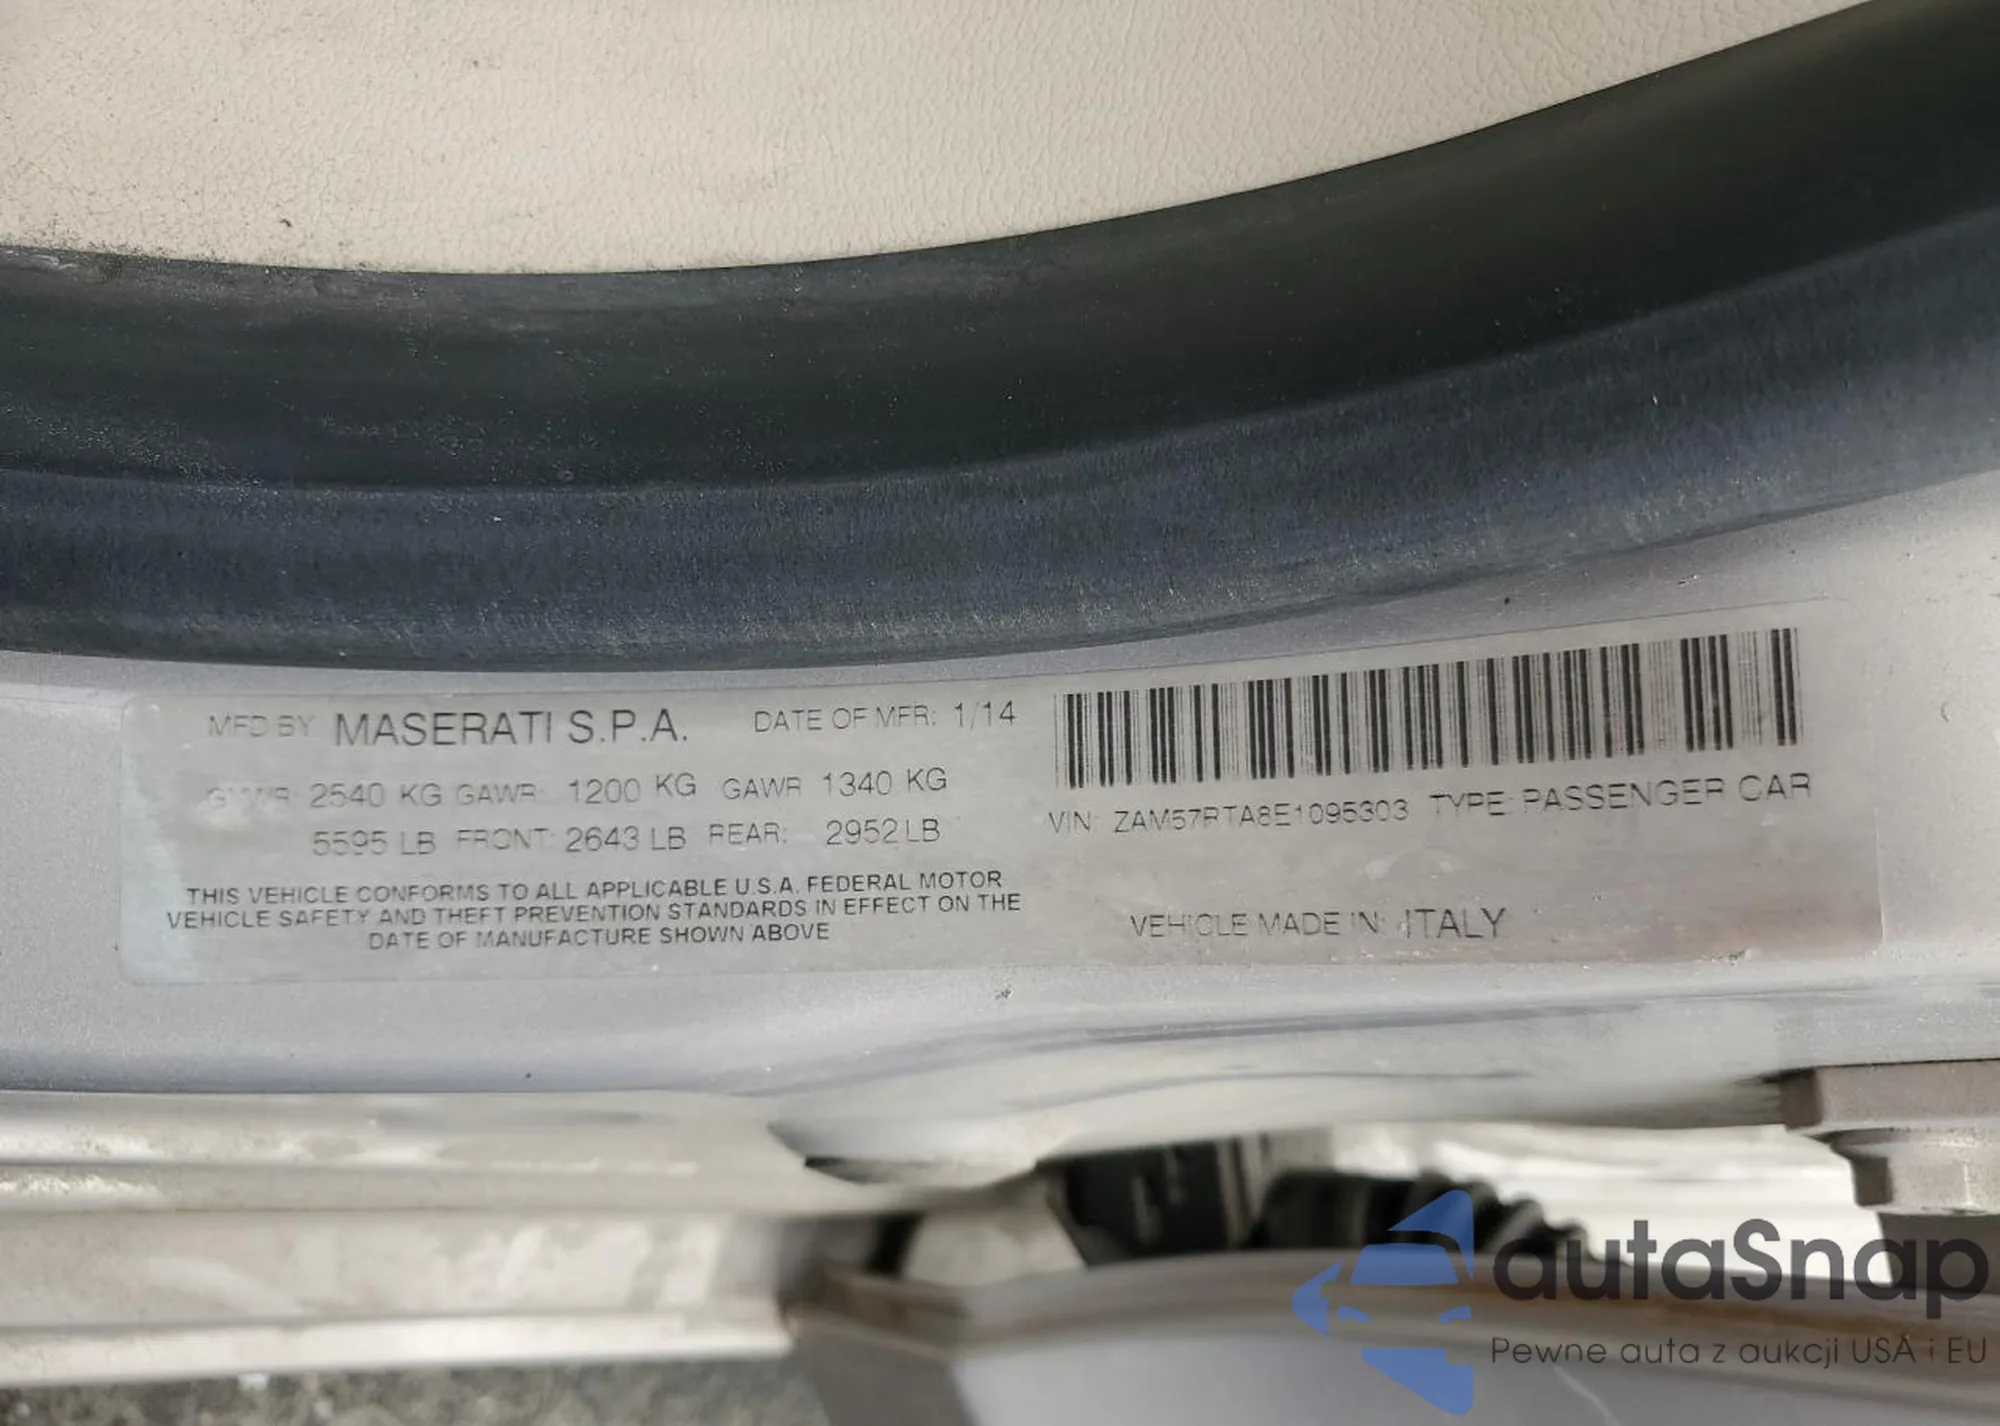 MFD BY MASERATI S.P.A. DATE OF MFR: 1/14
GVWR: 2540 KG GAWR: 1200 KG GAWR 1340 KG
5595 LB FRONT: 2643 LB REAR: 2952 LB
THIS VEHICLE CONFORMS TO ALL APPLICABLE U.S.A. FEDERAL MOTOR
VEHICLE SAFETY AND THEFT PREVENTION STANDARDS IN EFFECT ON THE
DATE OF MANUFACTURE SHOWN ABOVE
VIN: ZAM57RTA8E1095303 TYPE: PASSENGER CAR
VEHICLE MADE IN: ITALY
autaSnap
Pewne auta z aukcji USA i EU